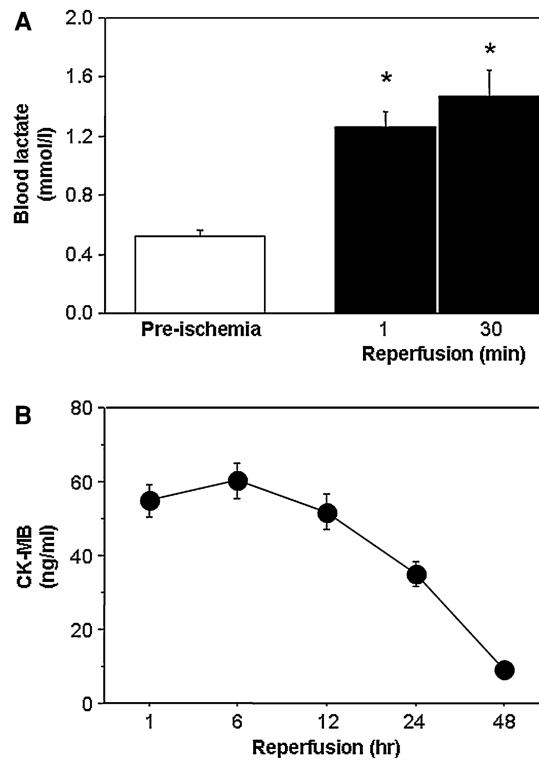 A
2.0
1.6
1.2
0.8
0.4
0.0
Blood lactate
(mmol/l)
*
*
Pre-ischemia
1
30
Reperfusion (min)
B
80
60
40
20
0
CK-MB
(ng/ml)
1
6
12
24
48
Reperfusion (hr)